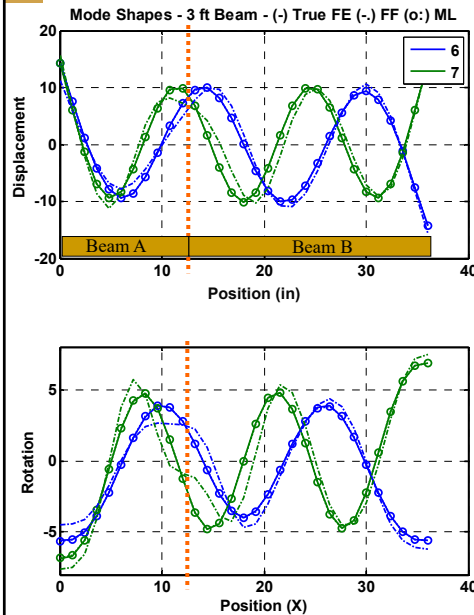 Mode Shapes - 3 ft Beam - (-) True FE (-.) FF (o:) ML
20
10
0
-10
-20
Displacement
6
7
Beam A
Beam B
0
10
20
30
40
Position (in)
5
0
-5
Rotation
0
10
20
30
40
Position (X)